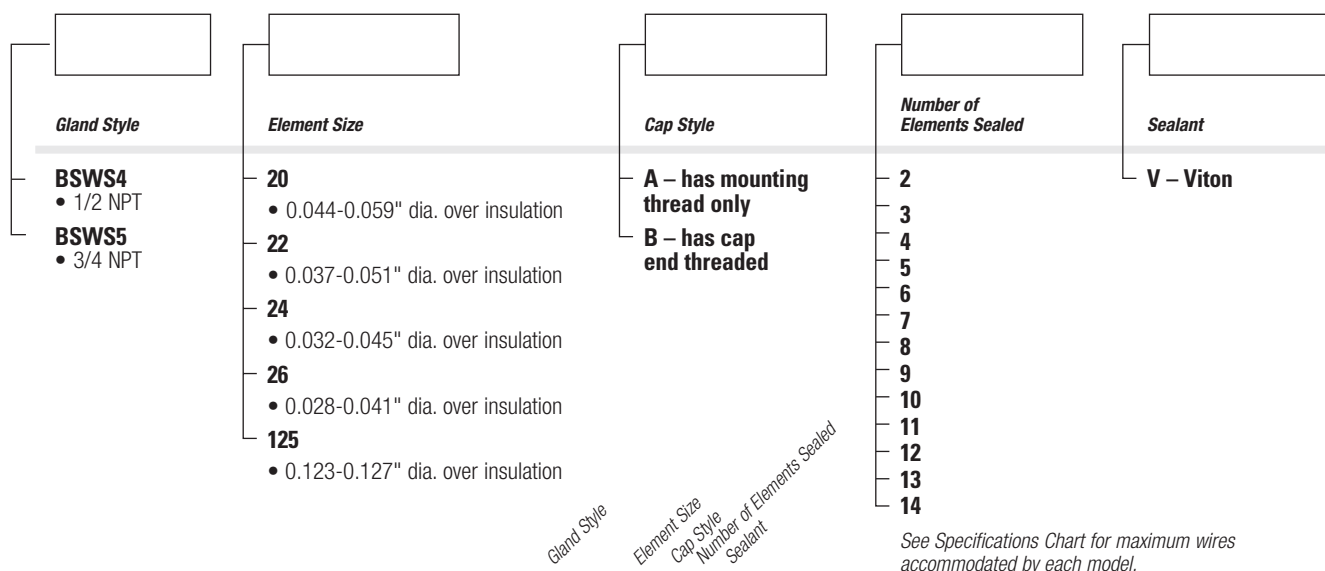 Gland Style
BSWS4
• 1/2 NPT
BSWS5
• 3/4 NPT
Element Size
20
• 0.044-0.059" dia. over insulation
22
• 0.037-0.051" dia. over insulation
24
• 0.032-0.045" dia. over insulation
26
• 0.028-0.041" dia. over insulation
125
• 0.123-0.127" dia. over insulation
Cap Style
A – has mounting
thread only
B – has cap
end threaded
Number of
Elements Sealed
2
3
4
5
6
7
8
9
10
11
12
13
14
See Specifications Chart for maximum wires
accommodated by each model.
Sealant
V – Viton
Gland Style
Element Size
Cap Style
Number of Elements Sealed
Sealant